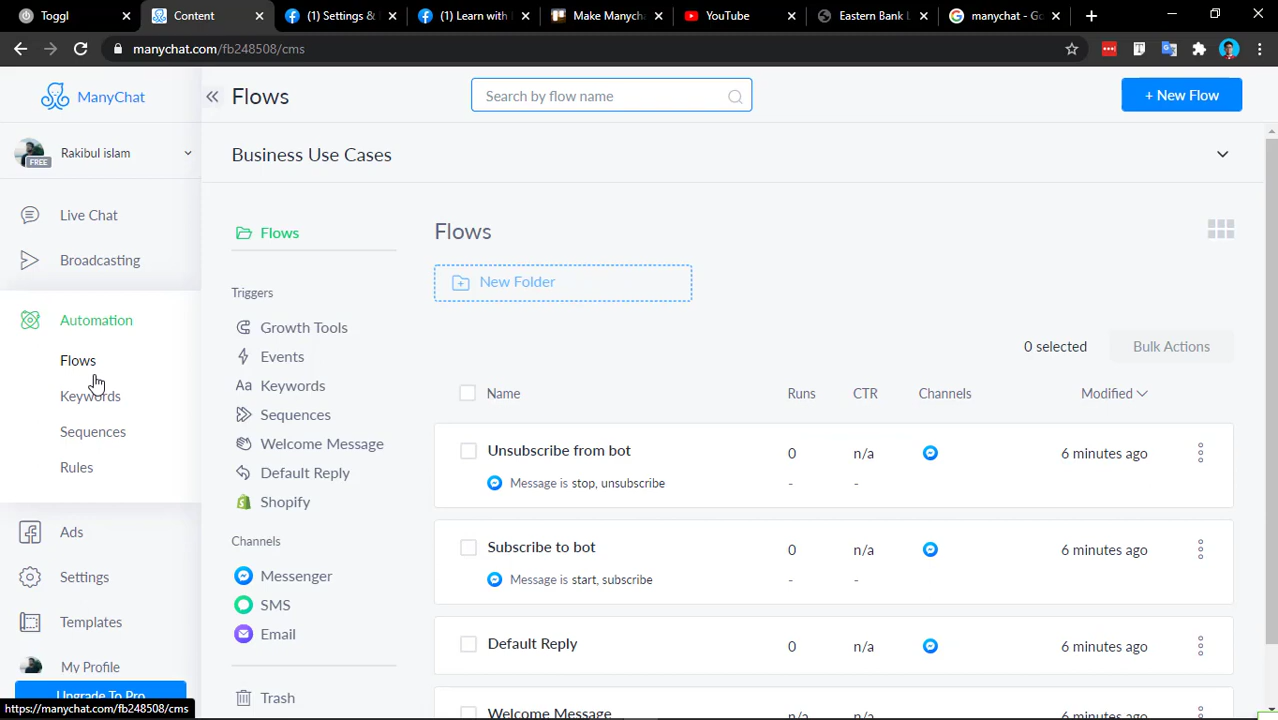 Toggl
Content
(1) Settings &
(1) Learn with
Make Manych
YouTube
Eastern Bank L
manychat - Go
manychat.com/fb248508/cms
ManyChat
Flows
Search by flow name
+ New Flow
FREE
Rakibul islam
Business Use Cases
Live Chat
Broadcasting
Automation
Flows
Keywords
Sequences
Rules
Ads
Settings
Templates
My Profile
Upgrade To Pro
https://manychat.com/fb248508/cms
Flows
Triggers
Growth Tools
Events
Aa Keywords
Sequences
Welcome Message
Default Reply
Shopify
Channels
Messenger
SMS
Email
Trash
Flows
New Folder
0 selected
Bulk Actions
Name Runs CTR Channels Modified
Unsubscribe from bot 0 n/a 6 minutes ago
Message is stop, unsubscribe - -
Subscribe to bot 0 n/a 6 minutes ago
Message is start, subscribe - -
Default Reply 0 n/a 6 minutes ago
Welcome Message n/a n/a 6 minutes ago